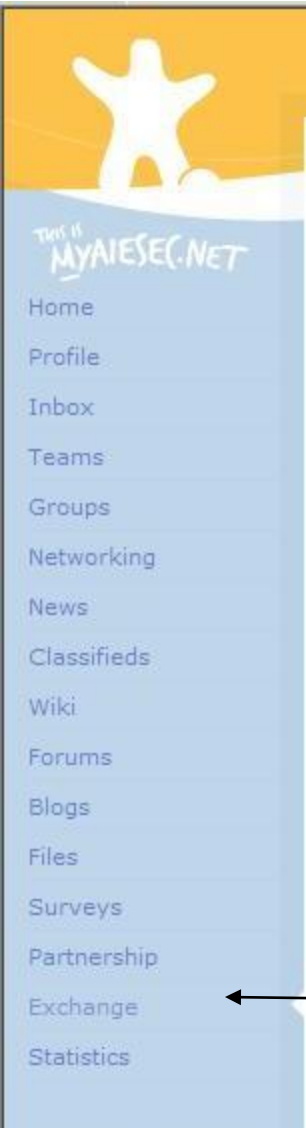 THIS IS
MYAIESEC.NET
Home
Profile
Inbox
Teams
Groups
Networking
News
Classifieds
Wiki
Forums
Blogs
Files
Surveys
Partnership
Exchange
Statistics